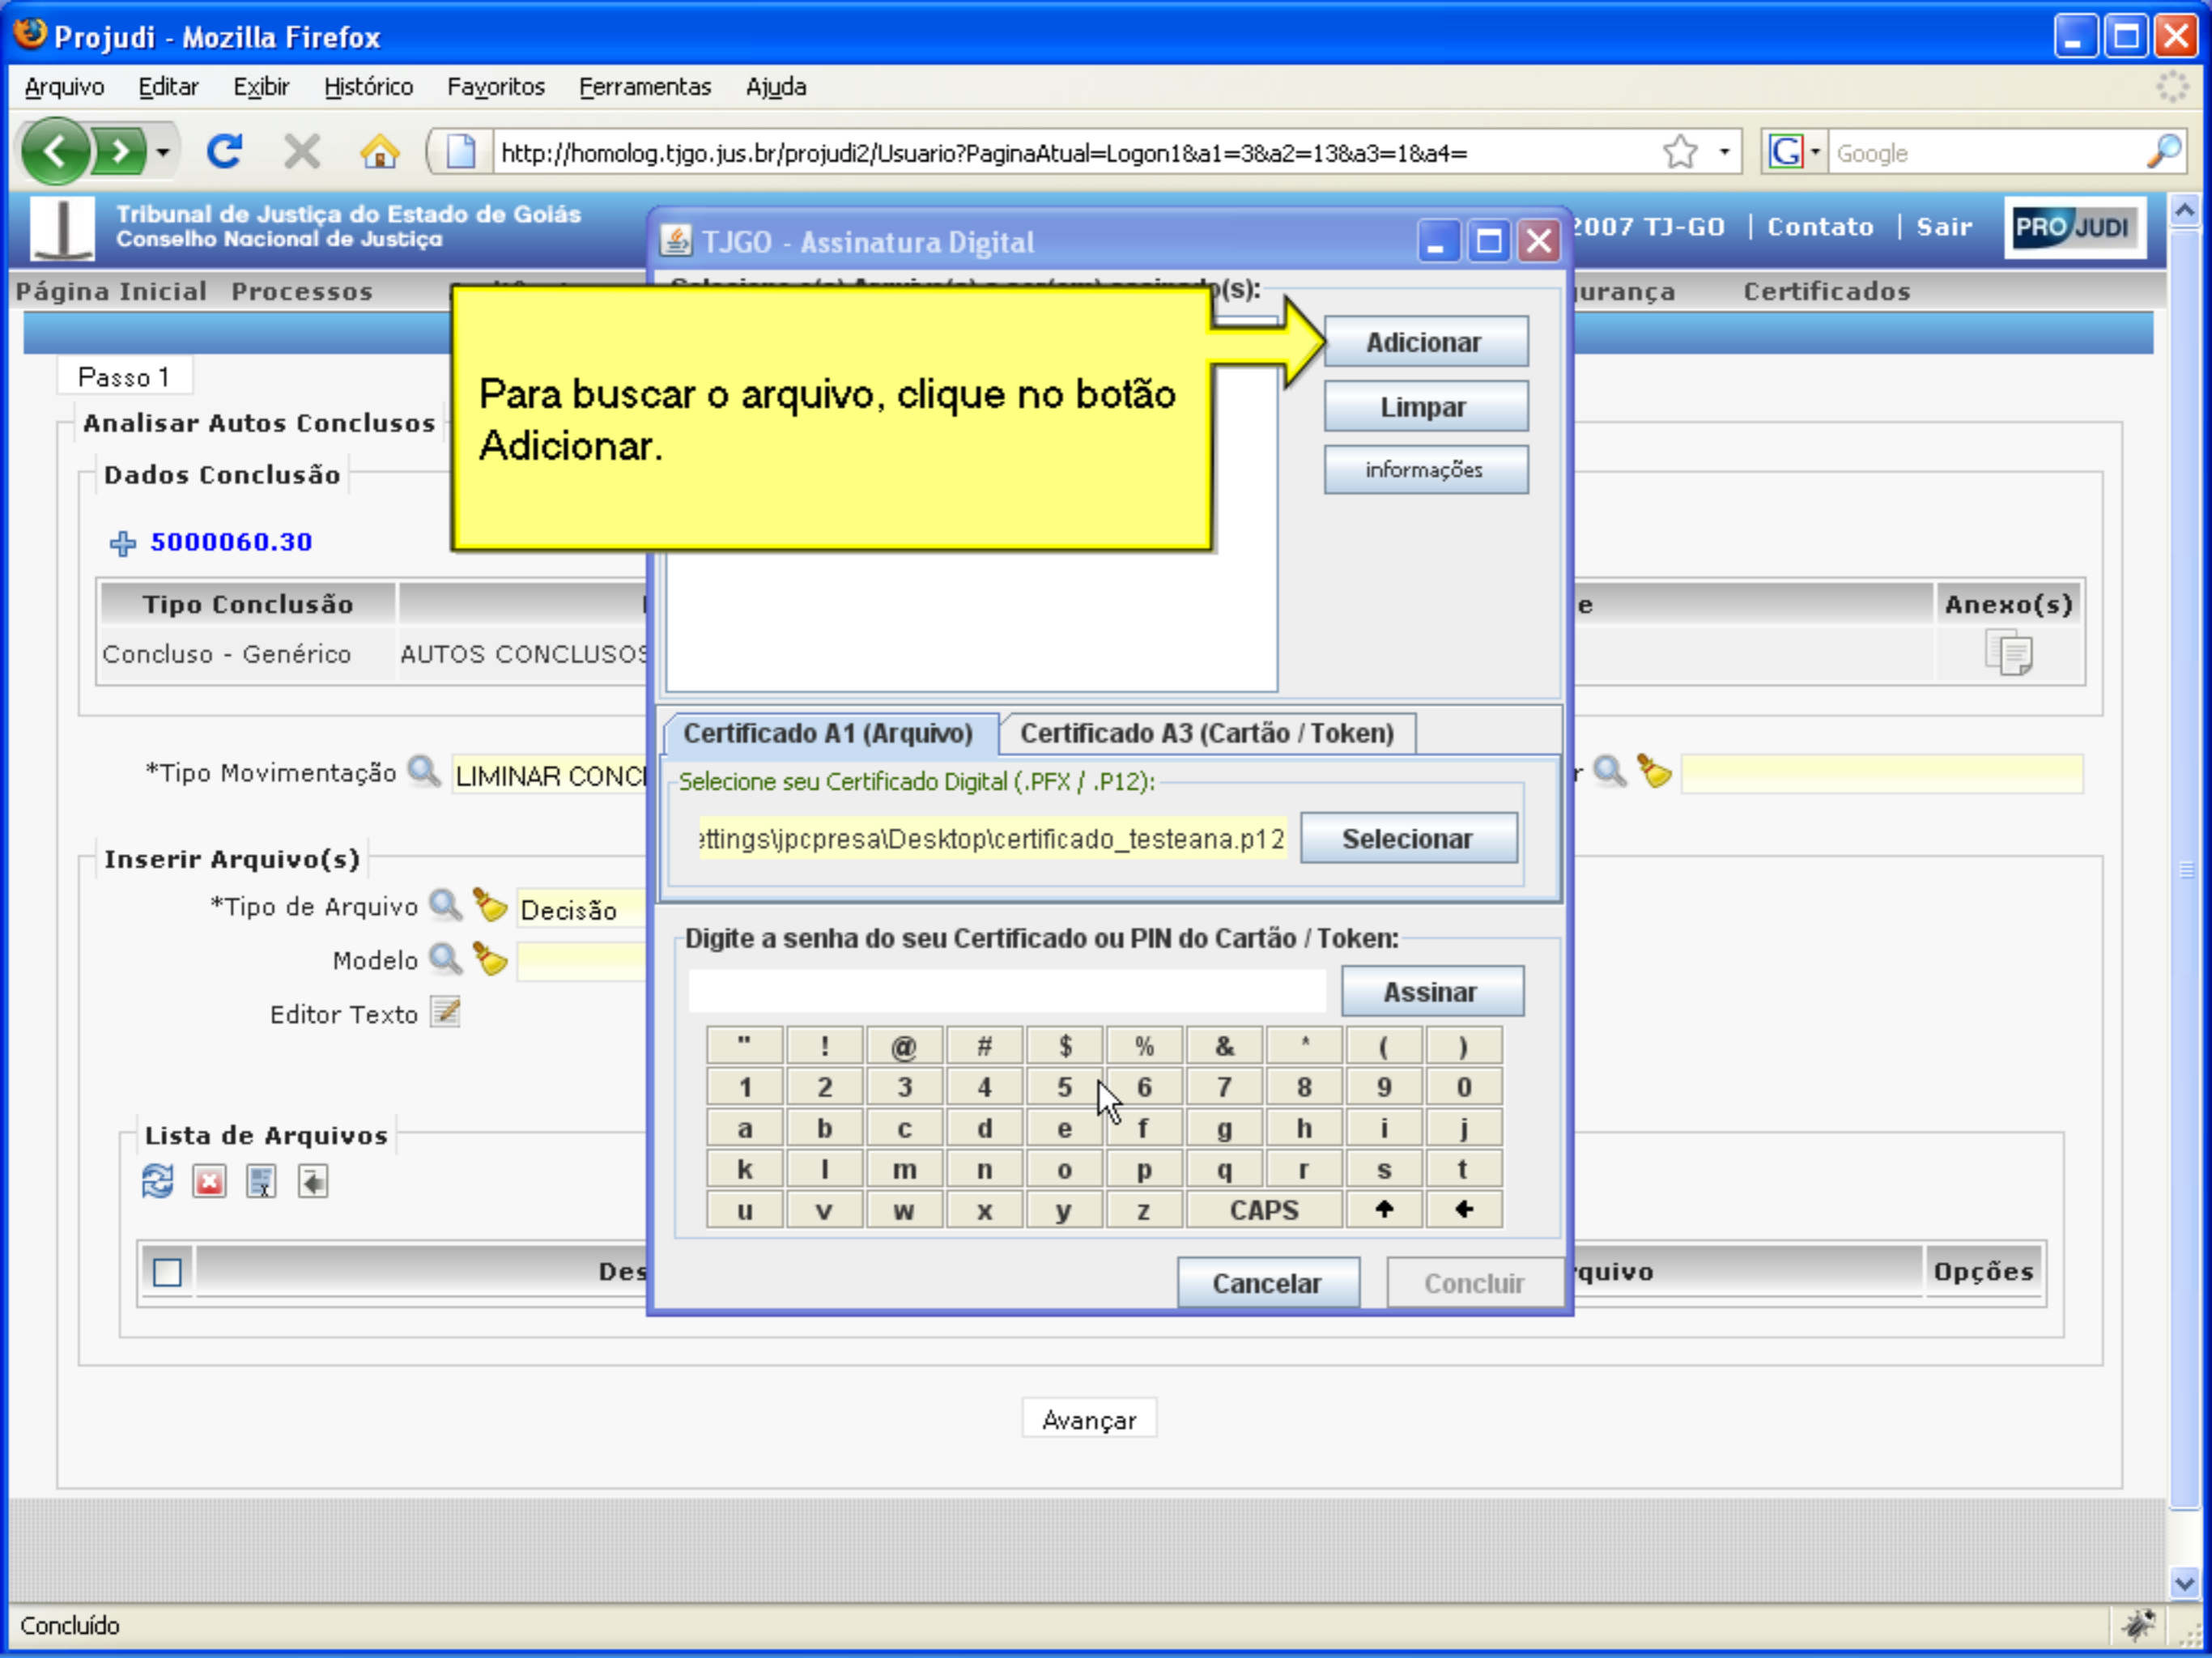 Projudi - Mozilla Firefox
Arquivo Editar Exibir Histórico Favoritos Ferramentas Ajuda
http://homolog.tjgo.jus.br/projudi2/Usuario?PaginaAtual=Logon1&a1=3&a2=13&a3=1&a4=
Google
Tribunal de Justiça do Estado de Goiás
Conselho Nacional de Justiça
2007 TJ-GO | Contato | Sair
PROJUDI
TJGO - Assinatura Digital
Página Inicial Processos
urança Certificados
Para buscar o arquivo, clique no botão
Adicionar.
Adicionar
Limpar
informações
Passo 1
Analisar Autos Conclusos
Dados Conclusão
5000060.30
Tipo Conclusão
Anexo(s)
Concluso - Genérico AUTOS CONCLUSOS
Certificado A1 (Arquivo) Certificado A3 (Cartão / Token)
*Tipo Movimentação LIMINAR CONC
Selecione seu Certificado Digital (.PFX / .P12):
ettings\jpcpresa\Desktop\certificado_testeana.p12 Selecionar
Inserir Arquivo(s)
*Tipo de Arquivo Decisão
Modelo
Editor Texto
Digite a senha do seu Certificado ou PIN do Cartão / Token:
Assinar
" ! @ # $ % & * ( )
1 2 3 4 5 6 7 8 9 0
a b c d e f g h i j
k l m n o p q r s t
u v w x y z CAPS
Lista de Arquivos
Des
rquivo Opções
Cancelar Concluir
Avançar
Concluído